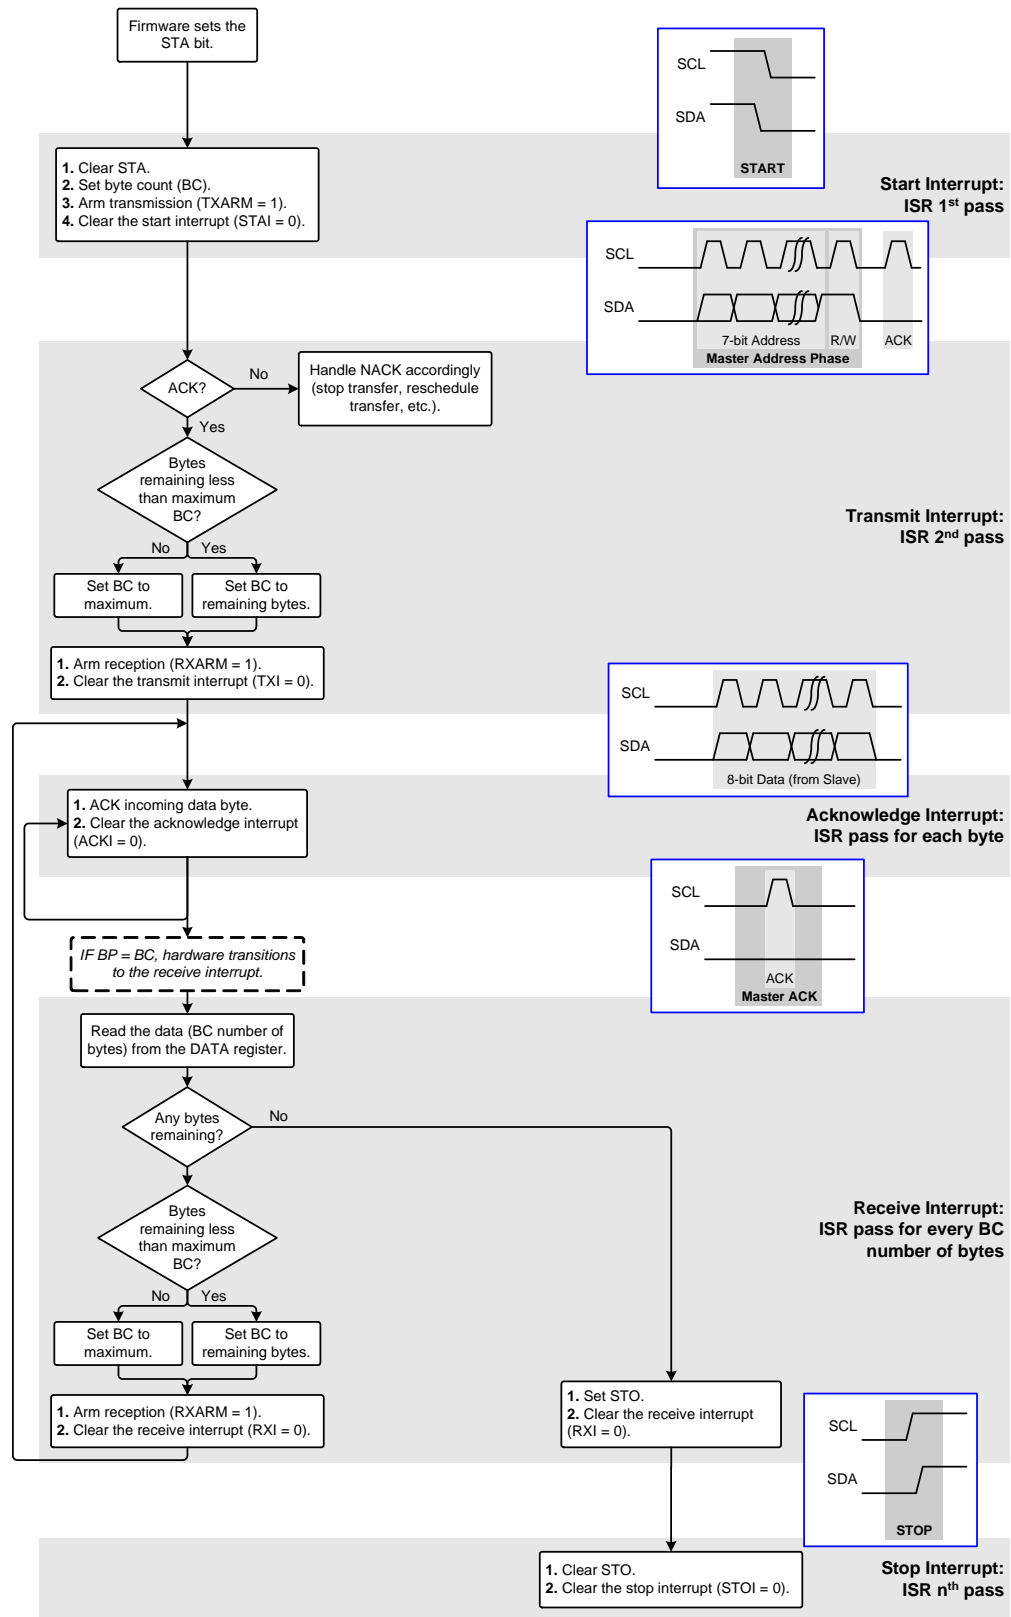 Firmware sets the
STA bit.
SCL
SDA
START
1. Clear STA.
2. Set byte count (BC).
3. Arm transmission (TXARM = 1).
4. Clear the start interrupt (STAI = 0).
Start Interrupt:
ISR 1st pass
SCL
SDA
7-bit Address
R/W
ACK
Master Address Phase
ACK?
No
Yes
Handle NACK accordingly
(stop transfer, reschedule
transfer, etc.).
Bytes
remaining less
than maximum
BC?
No
Yes
Set BC to
maximum.
Set BC to
remaining bytes.
1. Arm reception (RXARM = 1).
2. Clear the transmit interrupt (TXI = 0).
Transmit Interrupt:
ISR 2nd pass
SCL
SDA
8-bit Data (from Slave)
1. ACK incoming data byte.
2. Clear the acknowledge interrupt
(ACKI = 0).
Acknowledge Interrupt:
ISR pass for each byte
SCL
SDA
ACK
Master ACK
IF BP = BC, hardware transitions
to the receive interrupt.
Read the data (BC number of
bytes) from the DATA register.
Any bytes
remaining?
No
Bytes
remaining less
than maximum
BC?
No
Yes
Set BC to
maximum.
Set BC to
remaining bytes.
1. Arm reception (RXARM = 1).
2. Clear the receive interrupt (RXI = 0).
Receive Interrupt:
ISR pass for every BC
number of bytes
1. Set STO.
2. Clear the receive interrupt
(RXI = 0).
SCL
SDA
STOP
1. Clear STO.
2. Clear the stop interrupt (STOI = 0).
Stop Interrupt:
ISR nth pass